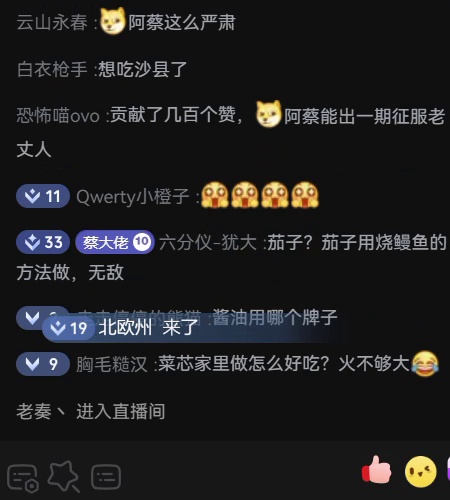 云山永春 : 阿蔡这么严肃
白衣枪手 :想吃沙县了
恐怖喵ovo :贡献了几百个赞， 阿蔡能出一期征服老
丈人
11 Qwerty小橙子 :
33 蔡大佬 10 六分仪-犹大 :茄子？茄子用烧鳗鱼的
方法做，无敌
的熊猫 :酱油用哪个牌子
19 北欧州 来了
9 胸毛糙汉 :菜芯家里做怎么好吃？火不够大
老奏丶 进入直播间